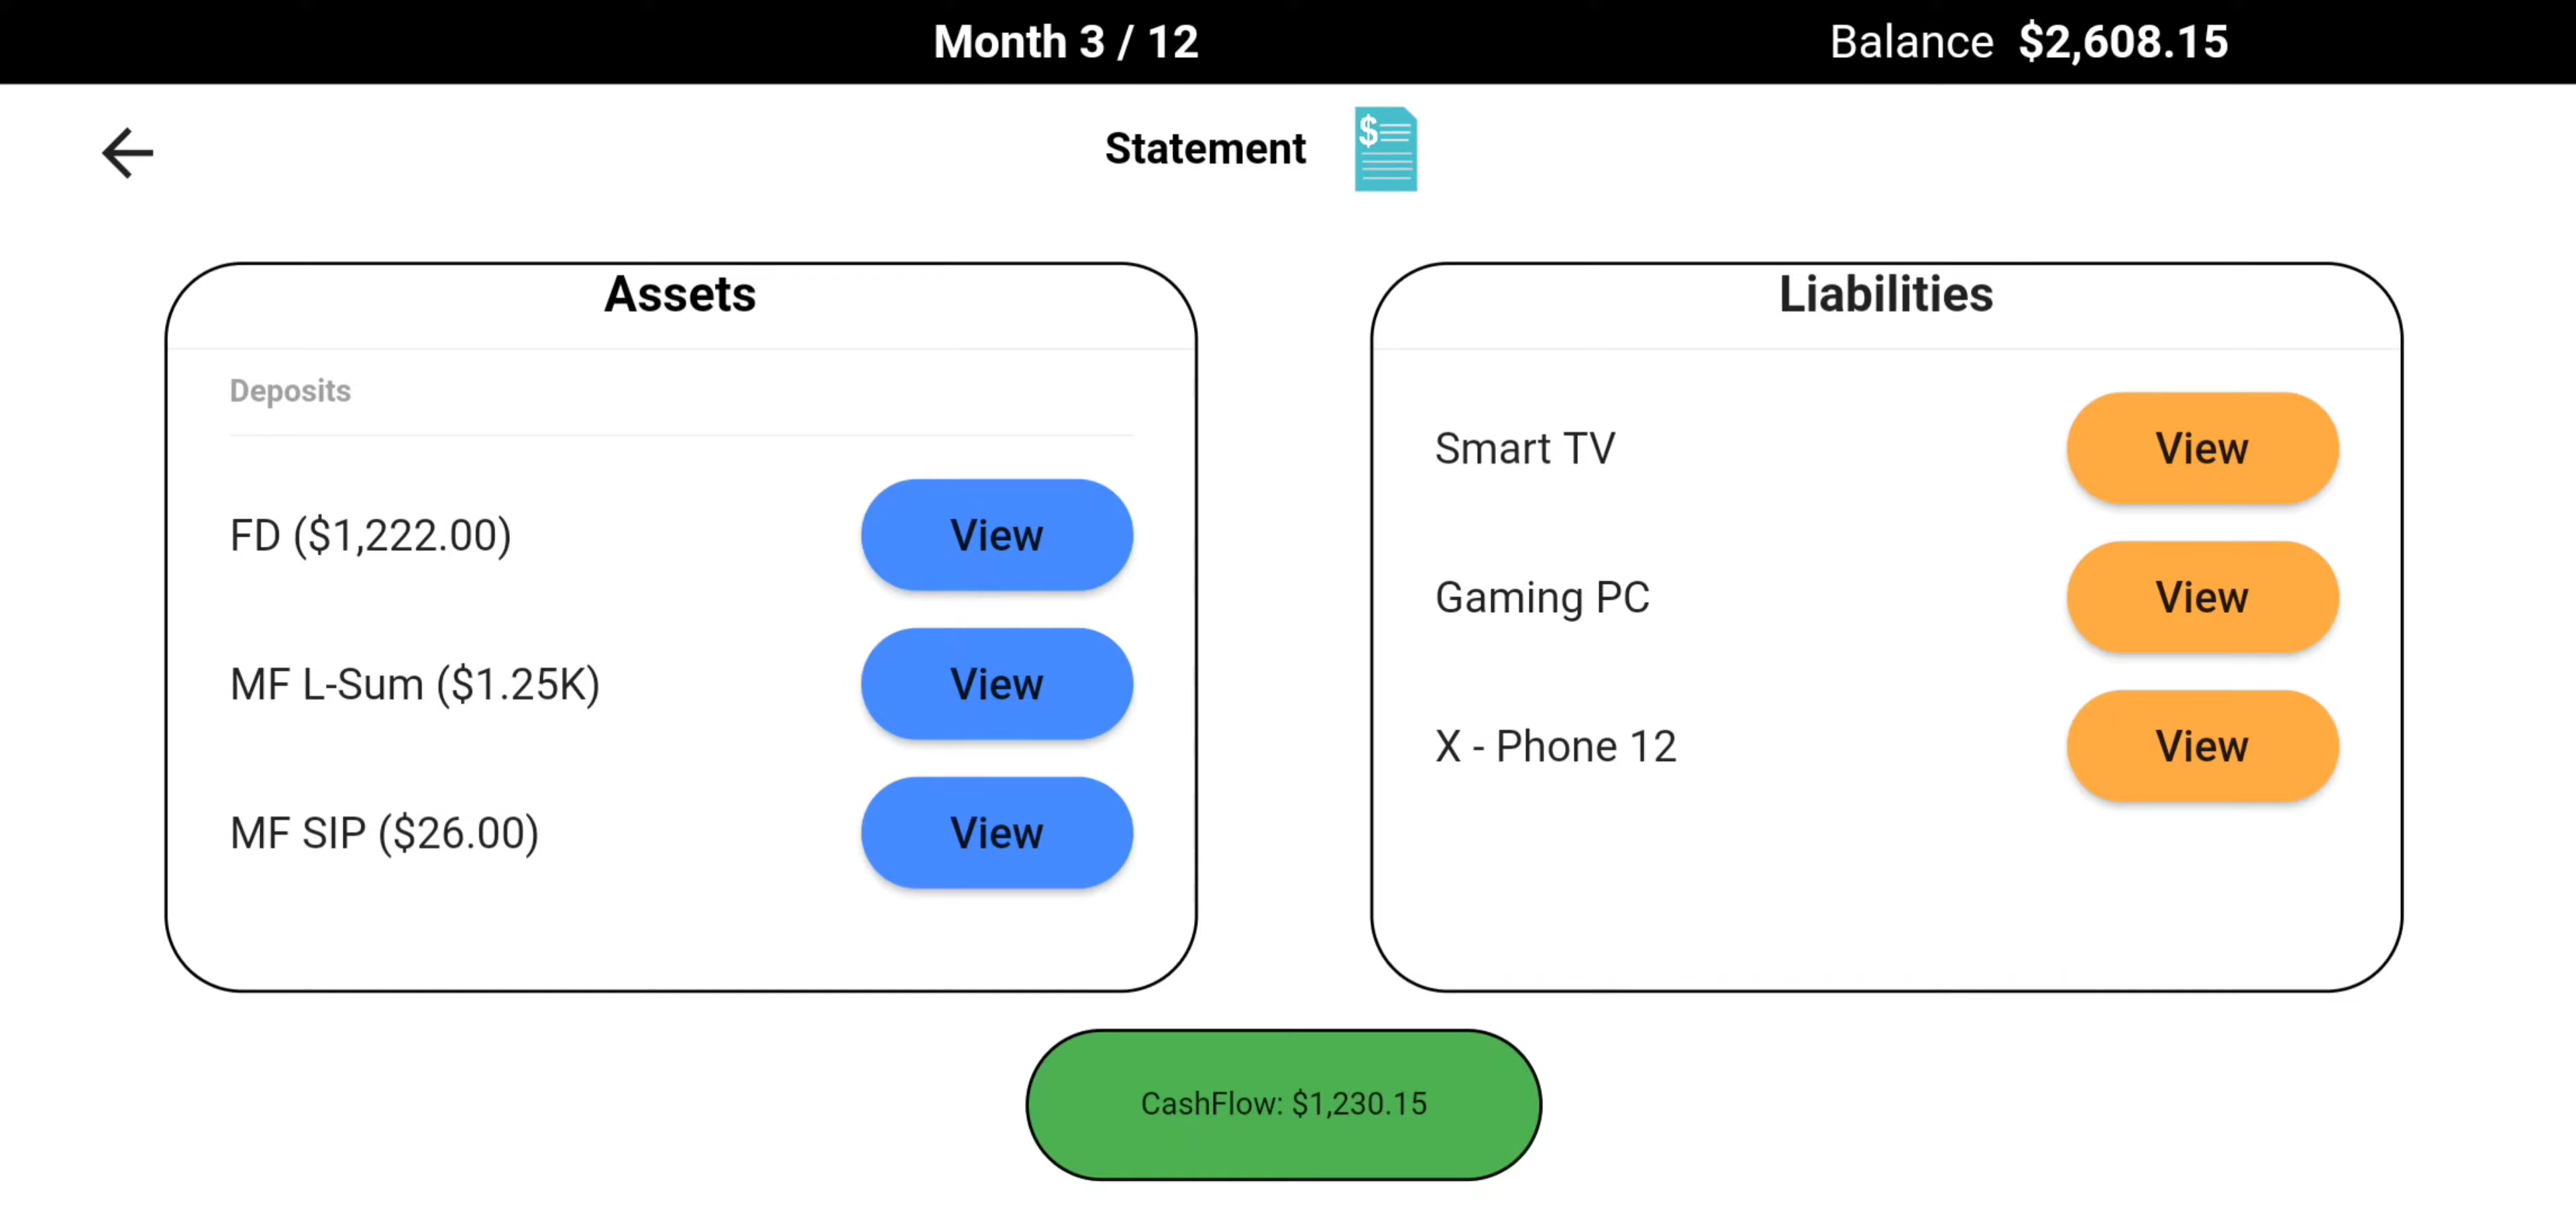 Month 3 / 12
Balance $2,608.15
Statement
$
Assets
Deposits
FD ($1,222.00) View
MF L-Sum ($1.25K) View
MF SIP ($26.00) View
Liabilities
Smart TV View
Gaming PC View
X - Phone 12 View
CashFlow: $1,230.15